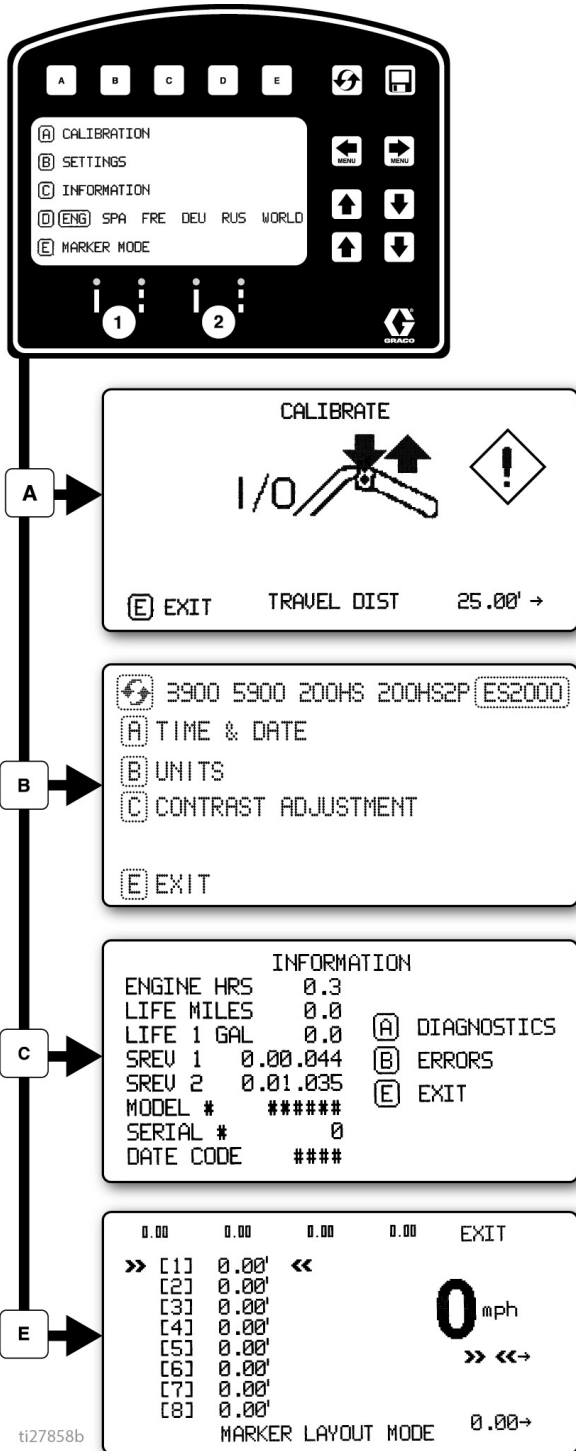 A B C D E
A CALIBRATION
MENU MENU
B SETTINGS
C INFORMATION
D ENG SPA FRE DEU RUS WORLD
E MARKER MODE
1 2
GRACO
A
CALIBRATE
I/O
!
E EXIT TRAVEL DIST 25.00' →
B
3900 5900 200HS 200HS2P ES2000
A TIME & DATE
B UNITS
C CONTRAST ADJUSTMENT
E EXIT
C
INFORMATION
ENGINE HRS 0.3
LIFE MILES 0.0
LIFE 1 GAL 0.0
SREV 1 0.00.044
SREV 2 0.01.035
MODEL # ######
SERIAL # 0
DATE CODE ####
A DIAGNOSTICS
B ERRORS
E EXIT
E
0.00 0.00 0.00 0.00 EXIT
>> [1] 0.00' <<
[2] 0.00'
[3] 0.00'
[4] 0.00'
[5] 0.00'
[6] 0.00'
[7] 0.00'
[8] 0.00'
0 mph
>> <<→
MARKER LAYOUT MODE 0.00→
ti27858b